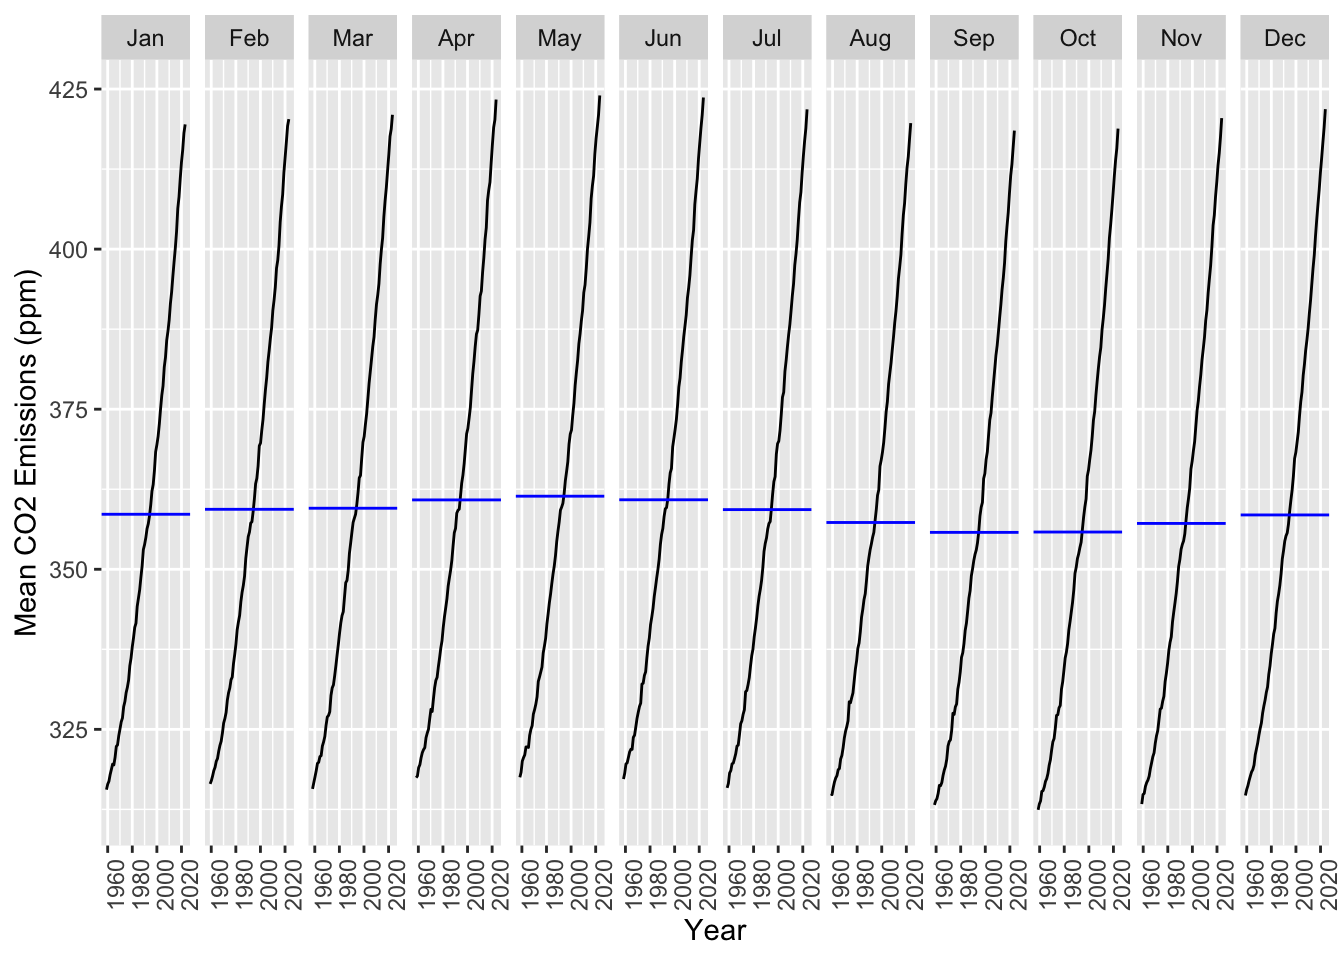 Jan Feb Mar Apr May Jun Jul Aug Sep Oct Nov Dec
425
400
375
350
325
Mean CO2 Emissions (ppm)
1960 1980 2000 2020 1960 1980 2000 2020 1960 1980 2000 2020 1960 1980 2000 2020 1960 1980 2000 2020 1960 1980 2000 2020 1960 1980 2000 2020 1960 1980 2000 2020 1960 1980 2000 2020 1960 1980 2000 2020 1960 1980 2000 2020 1960 1980 2000 2020
Year